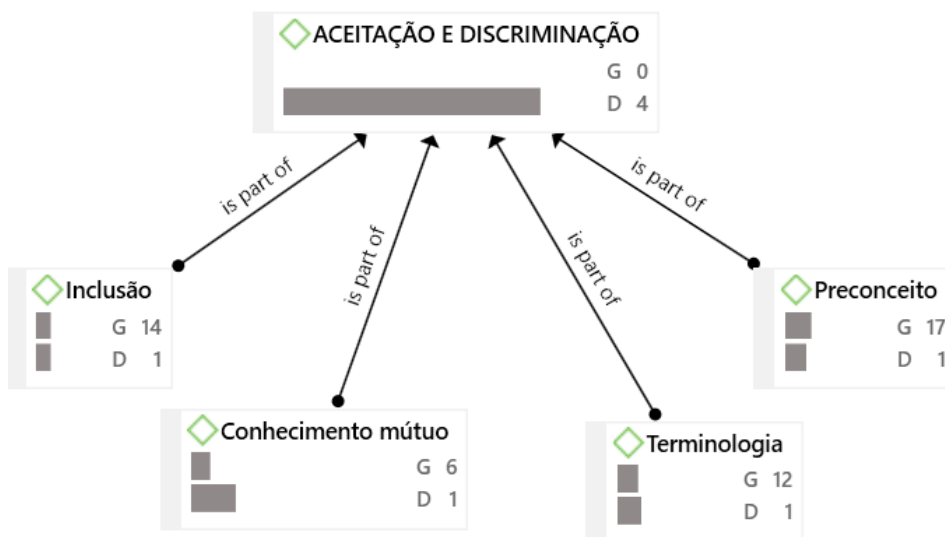 ACEITAÇÃO E DISCRIMINAÇÃO
G 0
D 4
is part of
is part of
is part of
is part of
Inclusão
G 14
D 1
Preconceito
G 17
D 1
Conhecimento mútuo
G 6
D 1
Terminologia
G 12
D 1